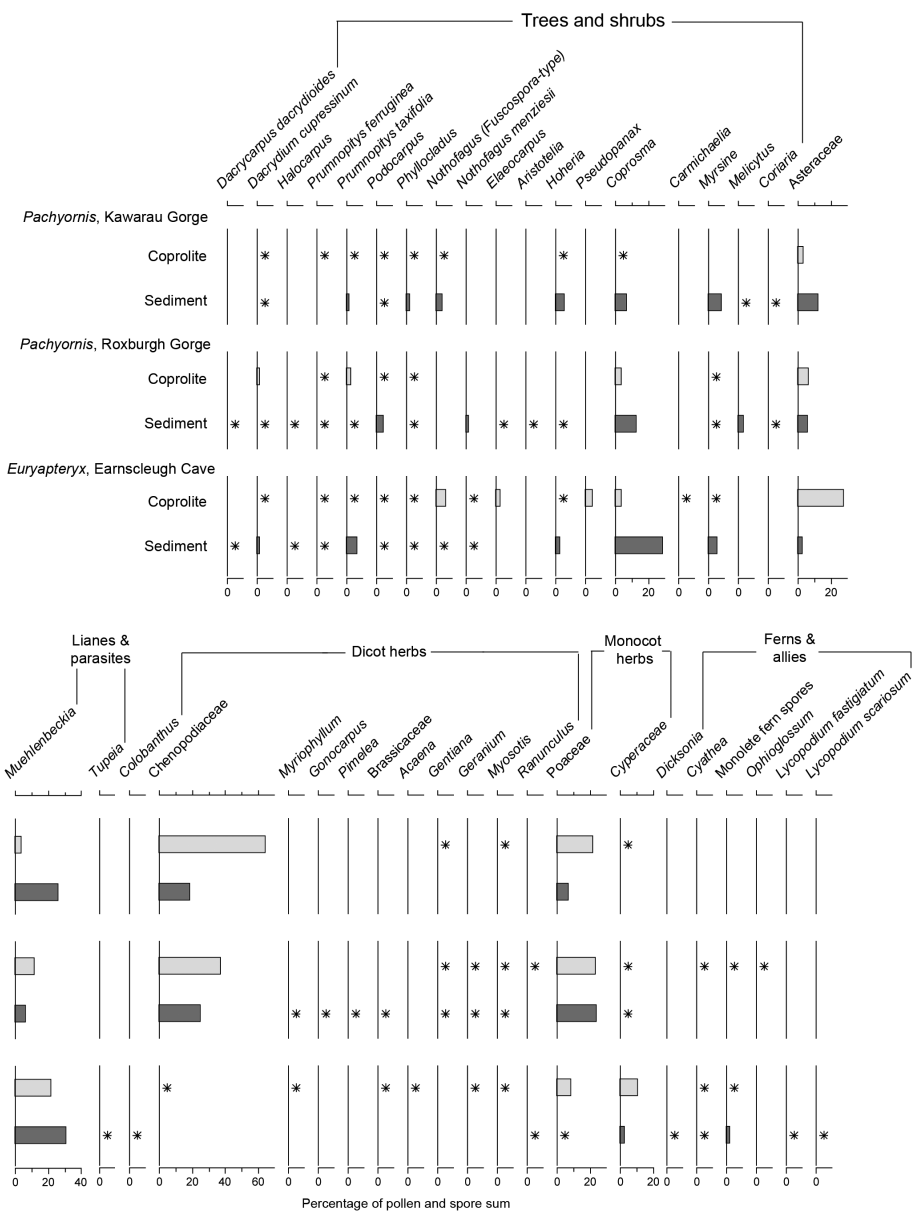 Trees and shrubs
Dacrycarpus dacrydioides
Dacrydium cupressinum
Halocarpus
Prumnopitys ferruginea
Prumnopitys taxifolia
Podocarpus
Phyllocladus
Nothofagus (Fuscospora-type)
Nothofagus menziesii
Elaeocarpus
Aristotelia
Hoheria
Pseudopanax
Coprosma
Carmichaelia
Myrsine
Melicytus
Coriaria
Asteraceae
Pachyornis, Kawarau Gorge
Coprolite
Sediment
Pachyornis, Roxburgh Gorge
Coprolite
Sediment
Euryapteryx, Earnscleugh Cave
Coprolite
Sediment
0 0 0 0 0 0 0 0 0 0 0 0 0 0 20 0 0 0 0 0 20
Lianes &
parasites
Dicot herbs
Monocot
herbs
Ferns &
allies
Muehlenbeckia
Tupeia
Colobanthus
Chenopodiaceae
Myriophyllum
Gonocarpus
Pimelea
Brassicaceae
Acaena
Gentiana
Geranium
Myosotis
Ranunculus
Poaceae
Cyperaceae
Dicksonia
Cyathea
Monolete fern spores
Ophioglossum
Lycopodium fastigiatum
Lycopodium scariosum
0 20 40 0 0 0 20 40 60 0 0 0 0 0 0 0 0 0 0 20 0 20 0 0 0 0 0 0
Percentage of pollen and spore sum